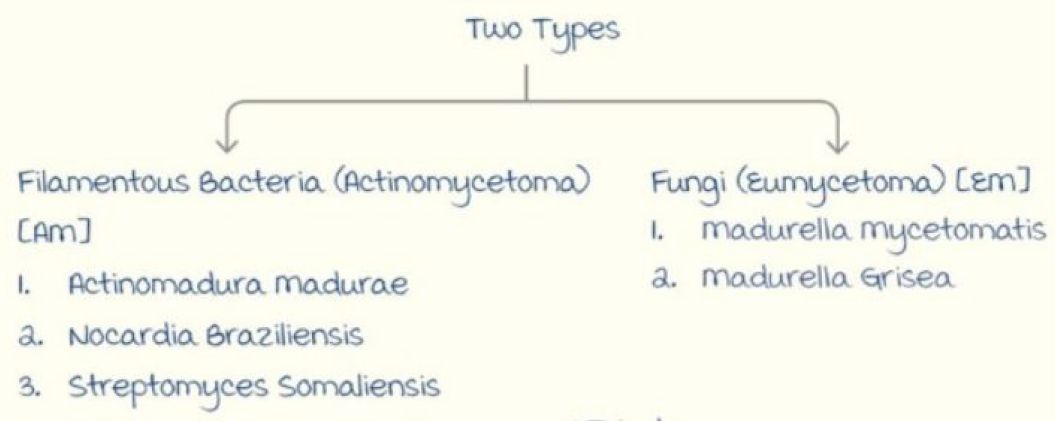 Two Types
Filamentous Bacteria (Actinomycetoma)
[Am]
1. Actinomadura madurae
2. Nocardia Braziliensis
3. Streptomyces Somaliensis
Fungi (Eumycetoma) [Em]
1. madurella mycetomatis
2. madurella Grisea